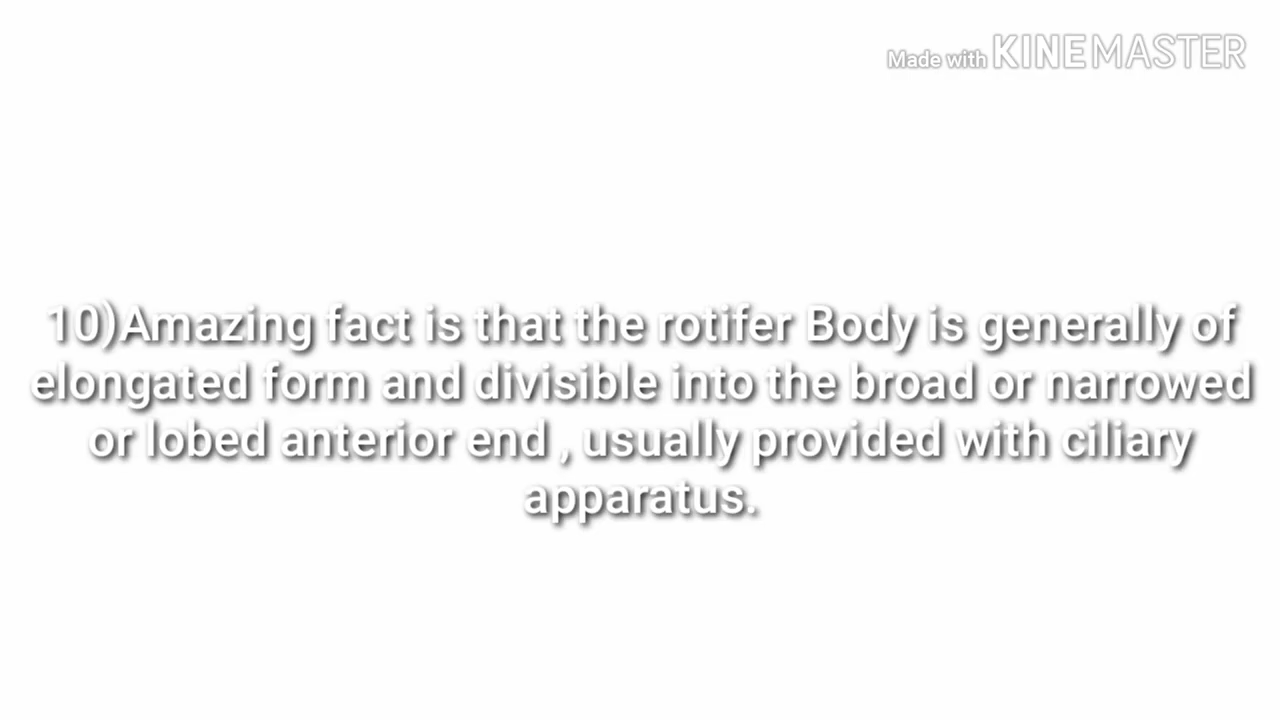 Made with KINEMASTER
10)Amazing fact is that the rotifer Body is generally of
elongated form and divisible into the broad or narrowed
or lobed anterior end , usually provided with ciliary
apparatus.